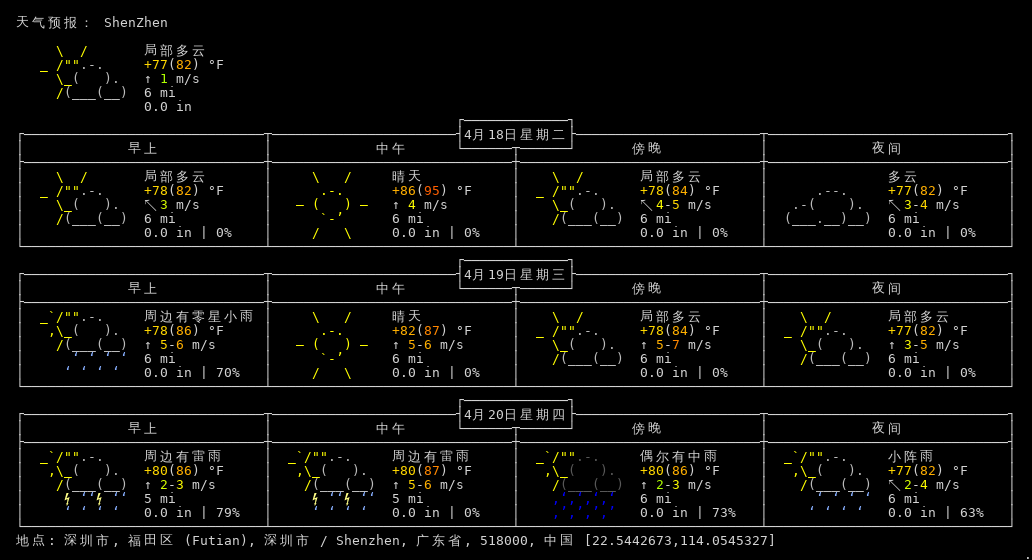 天气预报： ShenZhen
局部多云
+77(82) °F
↑ 1 m/s
6 mi
0.0 in
4月18日星期二
早上 中午 傍晚 夜间
局部多云 晴天 局部多云 多云
+78(82) °F +86(95) °F +78(84) °F +77(82) °F
↖ 3 m/s ↑ 4 m/s ↖ 4-5 m/s ↖ 3-4 m/s
6 mi 6 mi 6 mi 6 mi
0.0 in | 0% 0.0 in | 0% 0.0 in | 0% 0.0 in | 0%
4月19日星期三
早上 中午 傍晚 夜间
周边有零星小雨 晴天 局部多云 局部多云
+78(86) °F +82(87) °F +78(84) °F +77(82) °F
↑ 5-6 m/s ↑ 5-6 m/s ↑ 5-7 m/s ↑ 3-5 m/s
6 mi 6 mi 6 mi 6 mi
0.0 in | 70% 0.0 in | 0% 0.0 in | 0% 0.0 in | 0%
4月20日星期四
早上 中午 傍晚 夜间
周边有雷雨 周边有雷雨 偶尔有中雨 小阵雨
+80(86) °F +80(87) °F +80(86) °F +77(82) °F
↑ 2-3 m/s ↑ 5-6 m/s ↑ 2-3 m/s ↖ 2-4 m/s
5 mi 5 mi 6 mi 6 mi
0.0 in | 79% 0.0 in | 0% 0.0 in | 73% 0.0 in | 63%
地点: 深圳市, 福田区 (Futian), 深圳市 / Shenzhen, 广东省, 518000, 中国 [22.5442673,114.0545327]